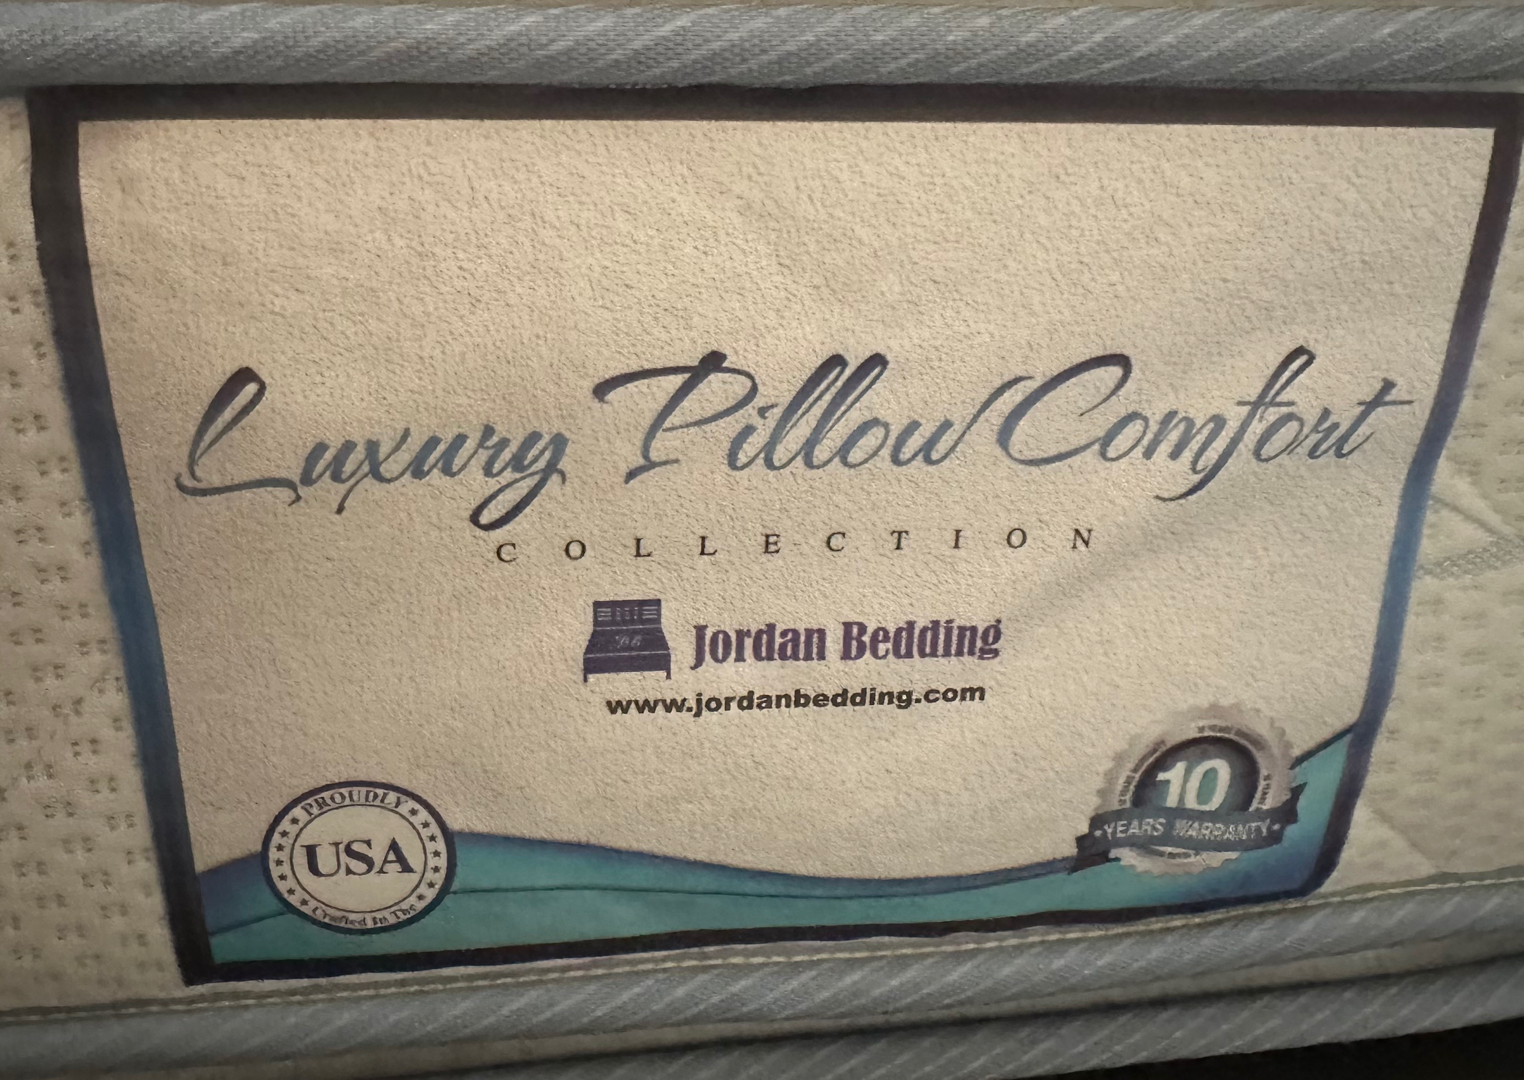 Luxury Pillow Comfort
COLLECTION
Jordan Bedding
www.jordanbedding.com
PROUDLY
USA
Crafted In The
10
YEARS WARRANTY